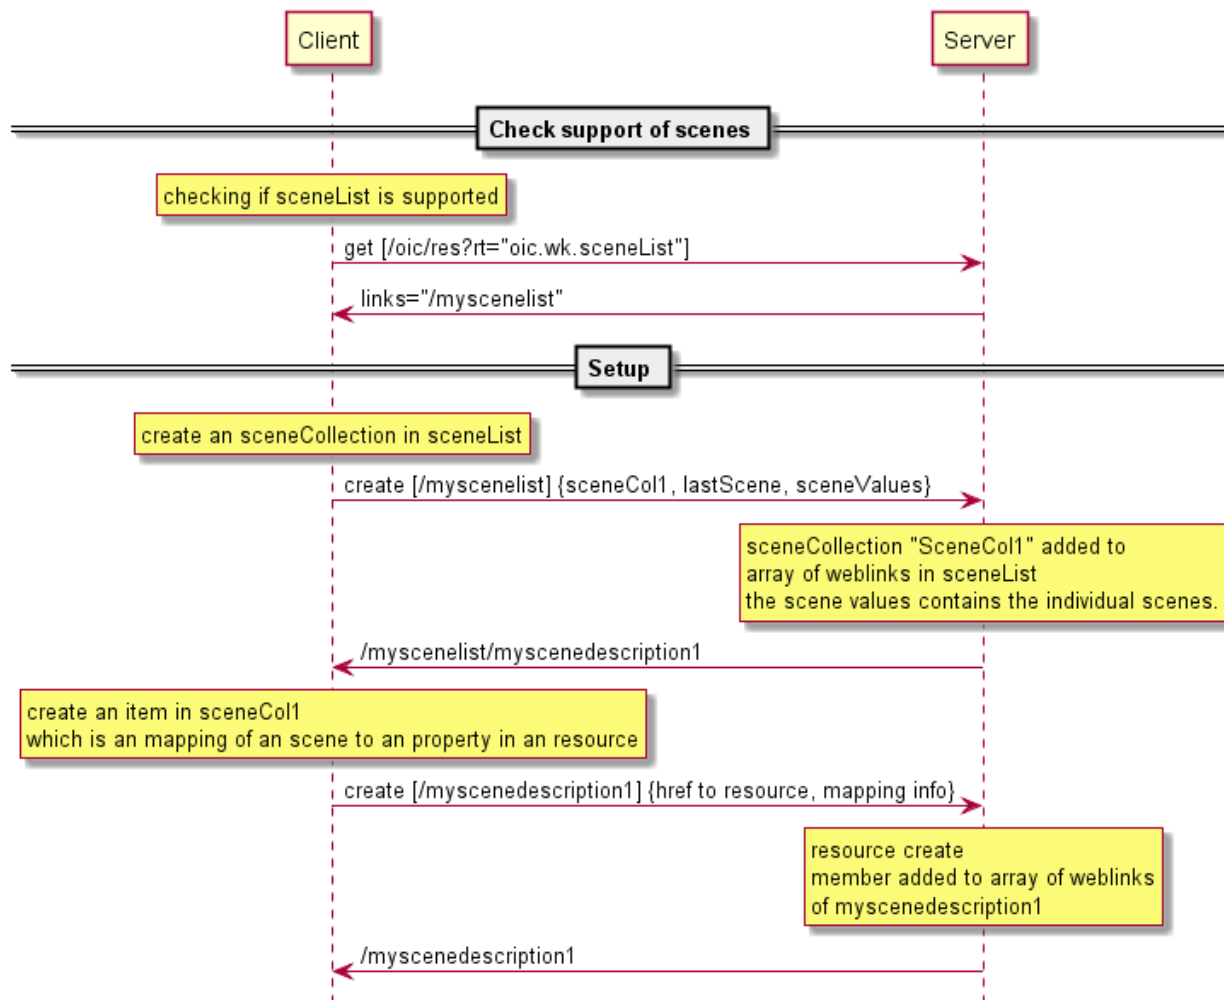 Client
Server
Check support of scenes
checking if sceneList is supported
get [/oic/res?rt="oic.wk.sceneList"]
links="/myscenelist"
Setup
create an sceneCollection in sceneList
create [/myscenelist] {sceneCol1, lastScene, sceneValues}
sceneCollection "SceneCol1" added to
array of weblinks in sceneList
the scene values contains the individual scenes.
/myscenelist/myscenedescription1
create an item in sceneCol1
which is an mapping of an scene to an property in an resource
create [/myscenedescription1] {href to resource, mapping info}
resource create
member added to array of weblinks
of myscenedescription1
/myscenedescription1